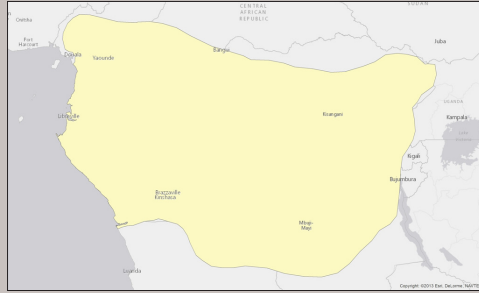 CENTRAL
AFRICAN
REPUBLIC
SUDAN
Onitsha
Port
Harcourt
Juba
Douala
Yaounde
Bangui
UGANDA
Kisangani
Kampala
Libreville
Kigali
Bujumbura
Brazzaville
Kinshasa
Mbuji-
Mayi
Luanda
Copyright: ©2013 Esri, DeLorme, NAVTEQ